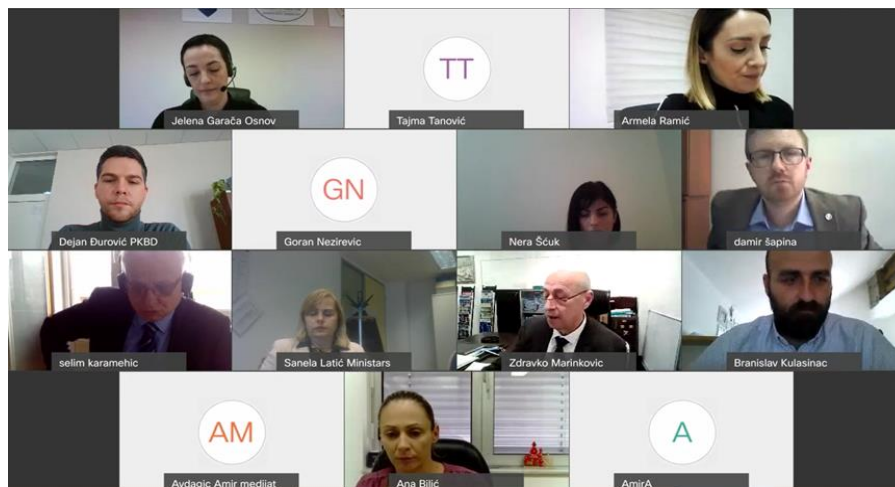 Jelena Garača Osnov
TT
Tajma Tanović
Armela Ramić
Dejan Đurović PKBD
GN
Goran Nezirevic
Nera Šćuk
damir šapina
selim karamehic
Sanela Latić Ministars
Zdravko Marinkovic
Branislav Kulasinac
AM
Avdagic Amir medijat
Ana Bilić
A
AmirA